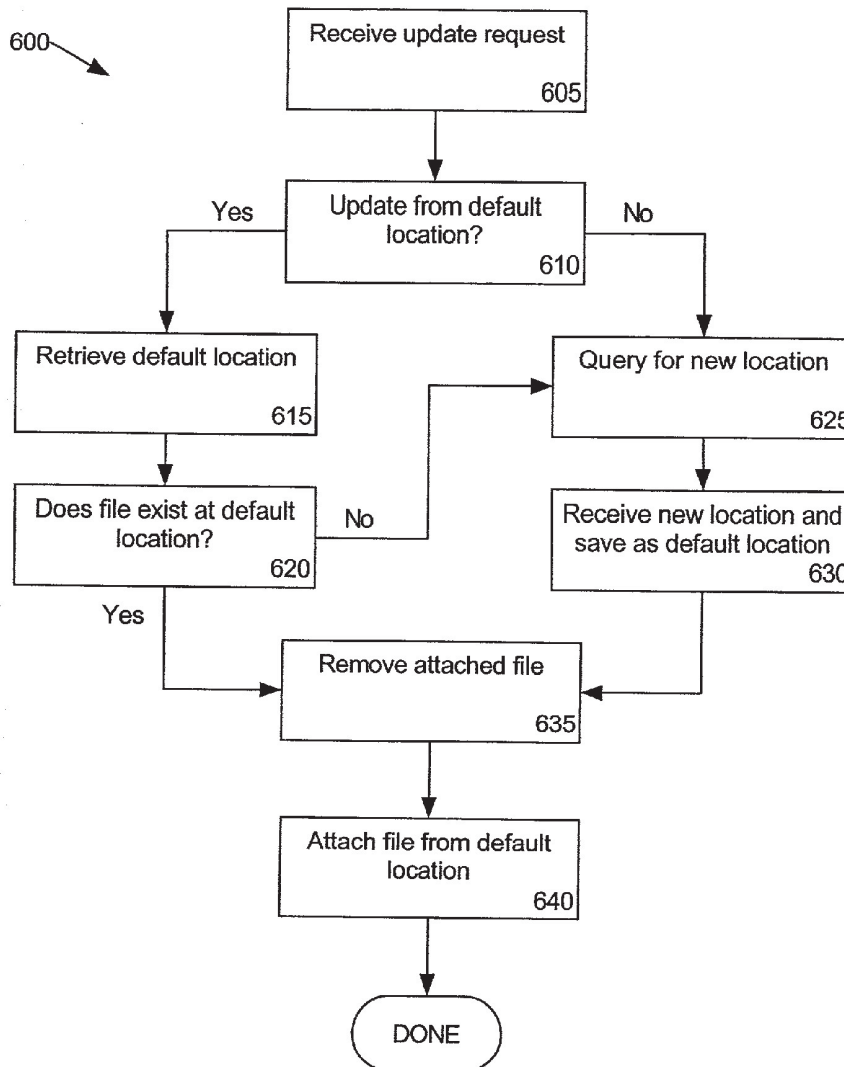 600
Receive update request
605
Yes
Update from default
location?
610
No
Retrieve default location
615
Query for new location
625
Does file exist at default
location?
620
No
Receive new location and
save as default location
630
Yes
Remove attached file
635
Attach file from default
location
640
DONE